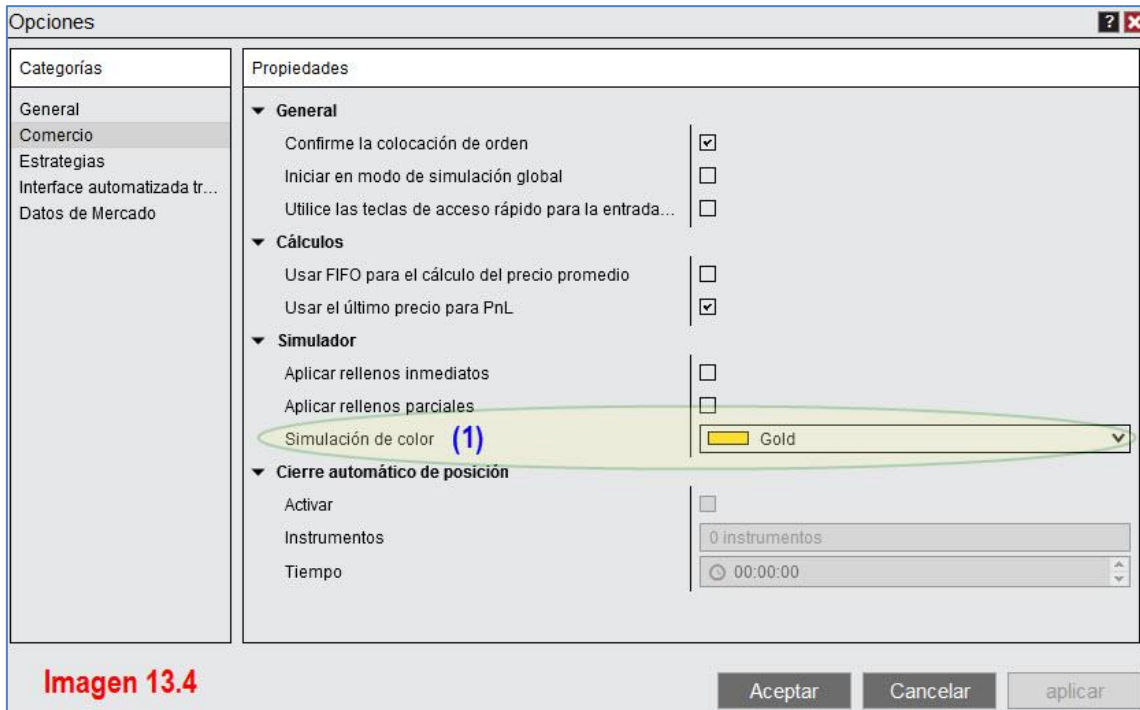 Opciones
Categorías
Propiedades
General
Comercio
Estrategias
Interface automatizada tr...
Datos de Mercado
General
Confirme la colocación de orden
Iniciar en modo de simulación global
Utilice las teclas de acceso rápido para la entrada...
Cálculos
Usar FIFO para el cálculo del precio promedio
Usar el último precio para PnL
Simulador
Aplicar rellenos inmediatos
Aplicar rellenos parciales
Simulación de color (1) Gold
Cierre automático de posición
Activar
Instrumentos 0 instrumentos
Tiempo 00:00:00
Imagen 13.4
Aceptar Cancelar aplicar